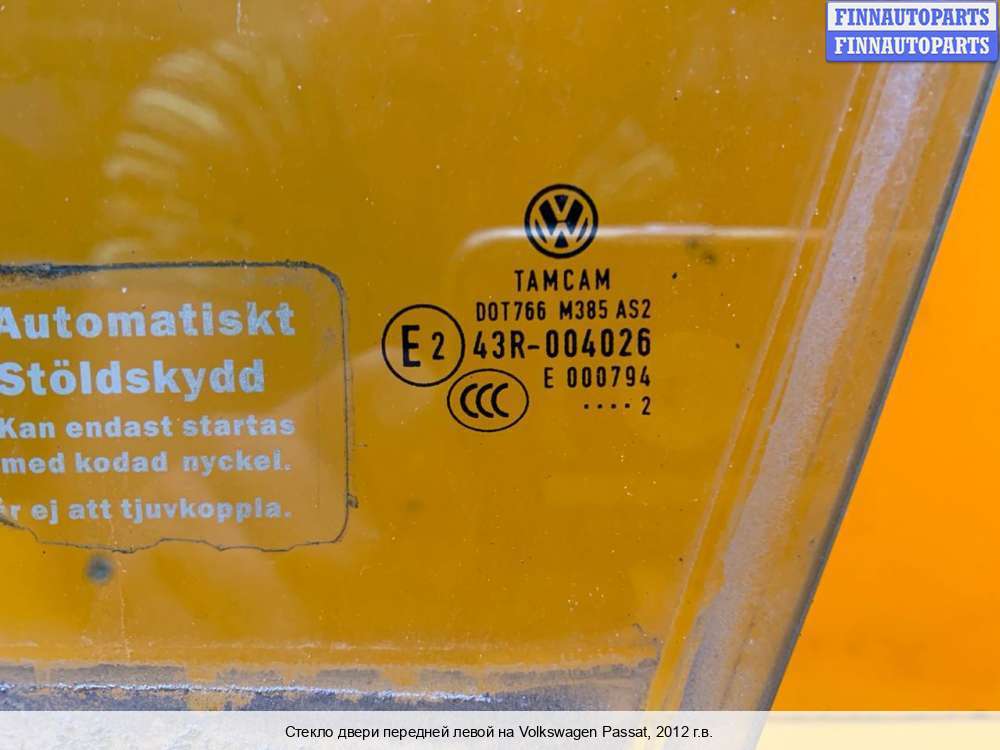 FINNAUTOPARTS
FINNAUTOPARTS
TAMCAM
DOT766 M385 AS2
E2 43R-004026
E 000794
CCC
···· 2
Automatiskt
Stöldskydd
Kan endast startas
med kodad nyckel.
r ej att tjuvkoppla.
Стекло двери передней левой на Volkswagen Passat, 2012 г.в.